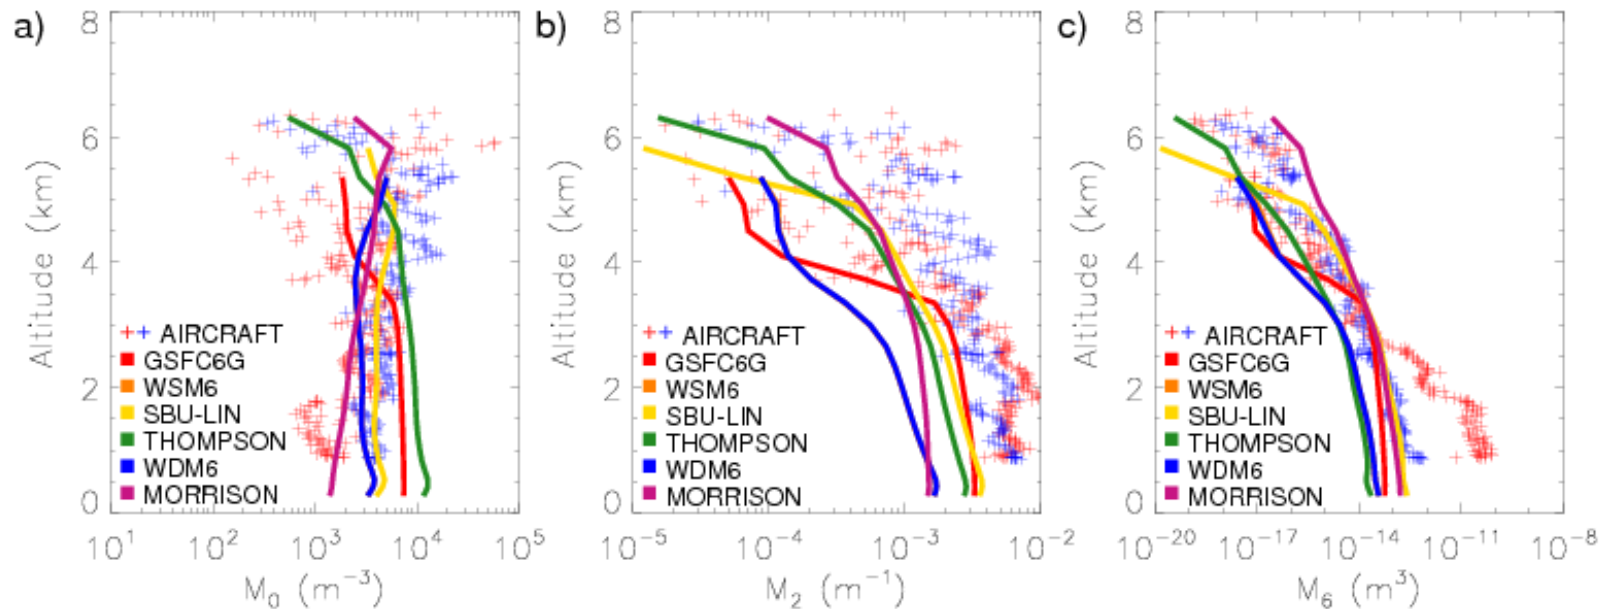 a)
8
6
4
2
0
Altitude (km)
+ + AIRCRAFT
GSFC6G
WSM6
SBU-LIN
THOMPSON
WDM6
MORRISON
10^1 10^2 10^3 10^4 10^5
M_0 (m^-3)
b)
8
6
4
2
0
Altitude (km)
+ + AIRCRAFT
GSFC6G
WSM6
SBU-LIN
THOMPSON
WDM6
MORRISON
10^-5 10^-4 10^-3 10^-2
M_2 (m^-1)
c)
8
6
4
2
0
Altitude (km)
+ + AIRCRAFT
GSFC6G
WSM6
SBU-LIN
THOMPSON
WDM6
MORRISON
10^-20 10^-17 10^-14 10^-11 10^-8
M_6 (m^3)